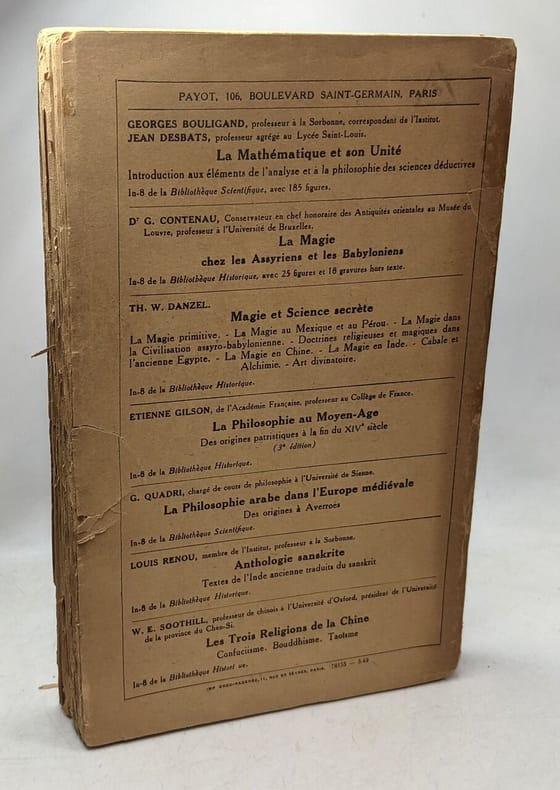 PAYOT, 106, BOULEVARD SAINT-GERMAIN, PARIS
GEORGES BOULIGAND, professeur à la Sorbonne, correspondant de l'Institut.
JEAN DESBATS, professeur agrégé au Lycée Saint-Louis.
La Mathématique et son Unité
Introduction aux éléments de l'analyse et à la philosophie des sciences déductives
In-8 de la Bibliothèque Scientifique, avec 185 figures.
Dr G. CONTENAU, Conservateur en chef honoraire des Antiquités orientales au Musée du
Louvre, professeur à l'Université de Bruxelles.
La Magie
chez les Assyriens et les Babyloniens
In-8 de la Bibliothèque Historique, avec 25 figures et 18 gravures hors texte.
TH. W. DANZEL.
Magie et Science secrète
La Magie primitive. - La Magie au Mexique et au Pérou. - La Magie dans
la Civilisation assyro-babylonienne. - Doctrines religieuses et magiques dans
l'ancienne Egypte. - La Magie en Chine. - La Magie en Inde. - Cabale et
Alchimie. - Art divinatoire.
In-8 de la Bibliothèque Historique.
ETIENNE GILSON, de l'Académie Française, professeur au Collège de France.
La Philosophie au Moyen-Age
Des origines patristiques à la fin du XIVe siècle
(3e édition)
In-8 de la Bibliothèque Historique.
G. QUADRI, chargé de cours de philosophie à l'Université de Sienne.
La Philosophie arabe dans l'Europe médiévale
Des origines à Averroes
In-8 de la Bibliothèque Scientifique.
LOUIS RENOU, membre de l'Institut, professeur à la Sorbonne.
Anthologie sanskrite
Textes de l'Inde ancienne traduits du sanskrit
In-8 de la Bibliothèque Historique.
W. E. SOOTHILL, professeur de chinois à l'Université d'Oxford, président de l'Université
de la province du Chen-Si.
Les Trois Religions de la Chine
Confuciisme, Bouddhisme, Taoïsme
In-8 de la Bibliothèque Histori ue.
11, RUE DE SÈVRES, PARIS.